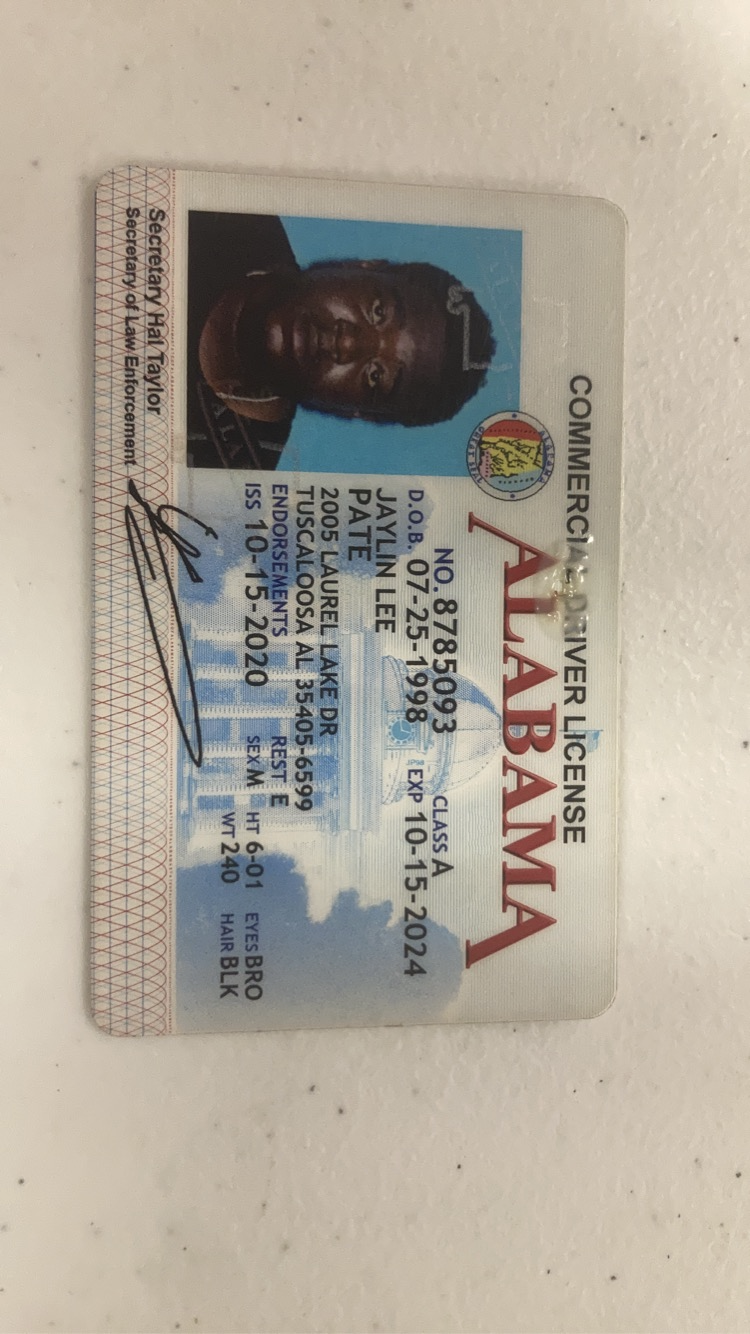 COMMERCIAL DRIVER LICENSE
ALABAMA
NO. 8785093 CLASS A
D.O.B. 07-25-1998 EXP 10-15-2024
JAYLIN LEE
PATE
2005 LAUREL LAKE DR
TUSCALOOSA AL 35405-6599
ENDORSEMENTS REST E
ISS 10-15-2020 SEX M HT 6-01 EYES BRO
WT 240 HAIR BLK
Secretary Hal Taylor
Secretary of Law Enforcement